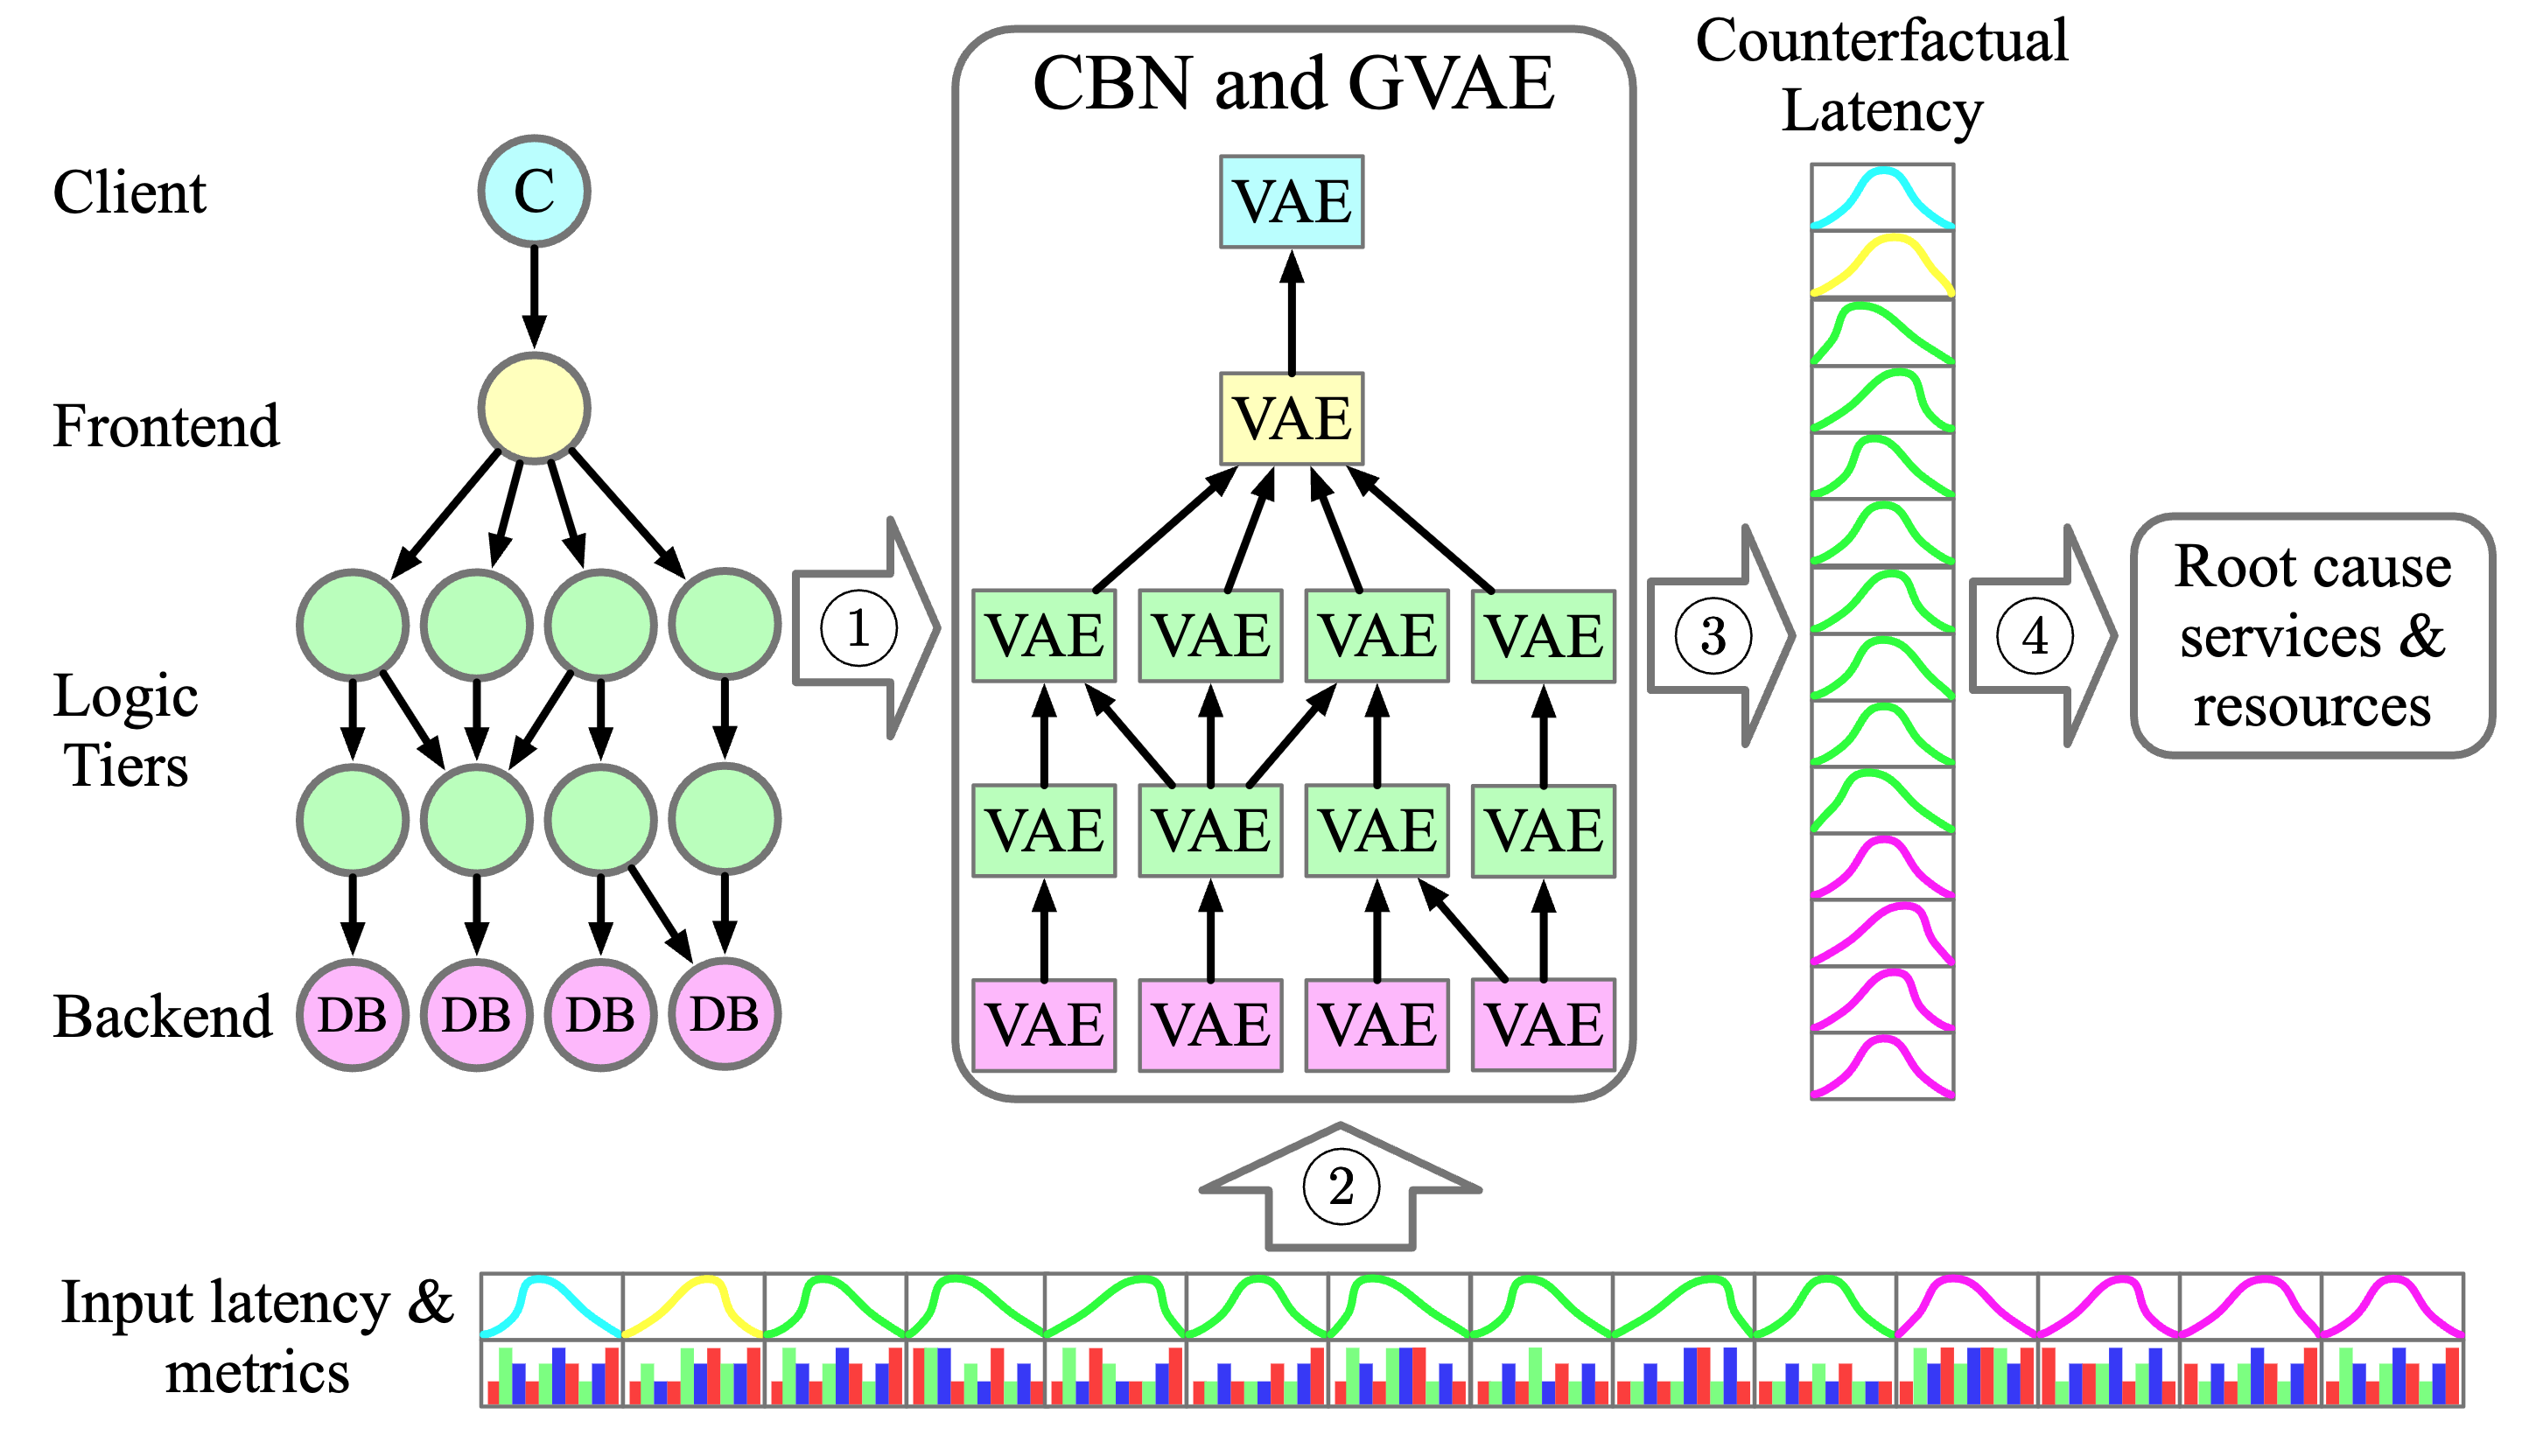 Client
C
Frontend
Logic
Tiers
Backend
DB DB DB DB
1
CBN and GVAE
VAE
VAE
VAE VAE VAE VAE
VAE VAE VAE VAE
VAE VAE VAE VAE
2
3
Counterfactual
Latency
4
Root cause
services &
resources
Input latency &
metrics